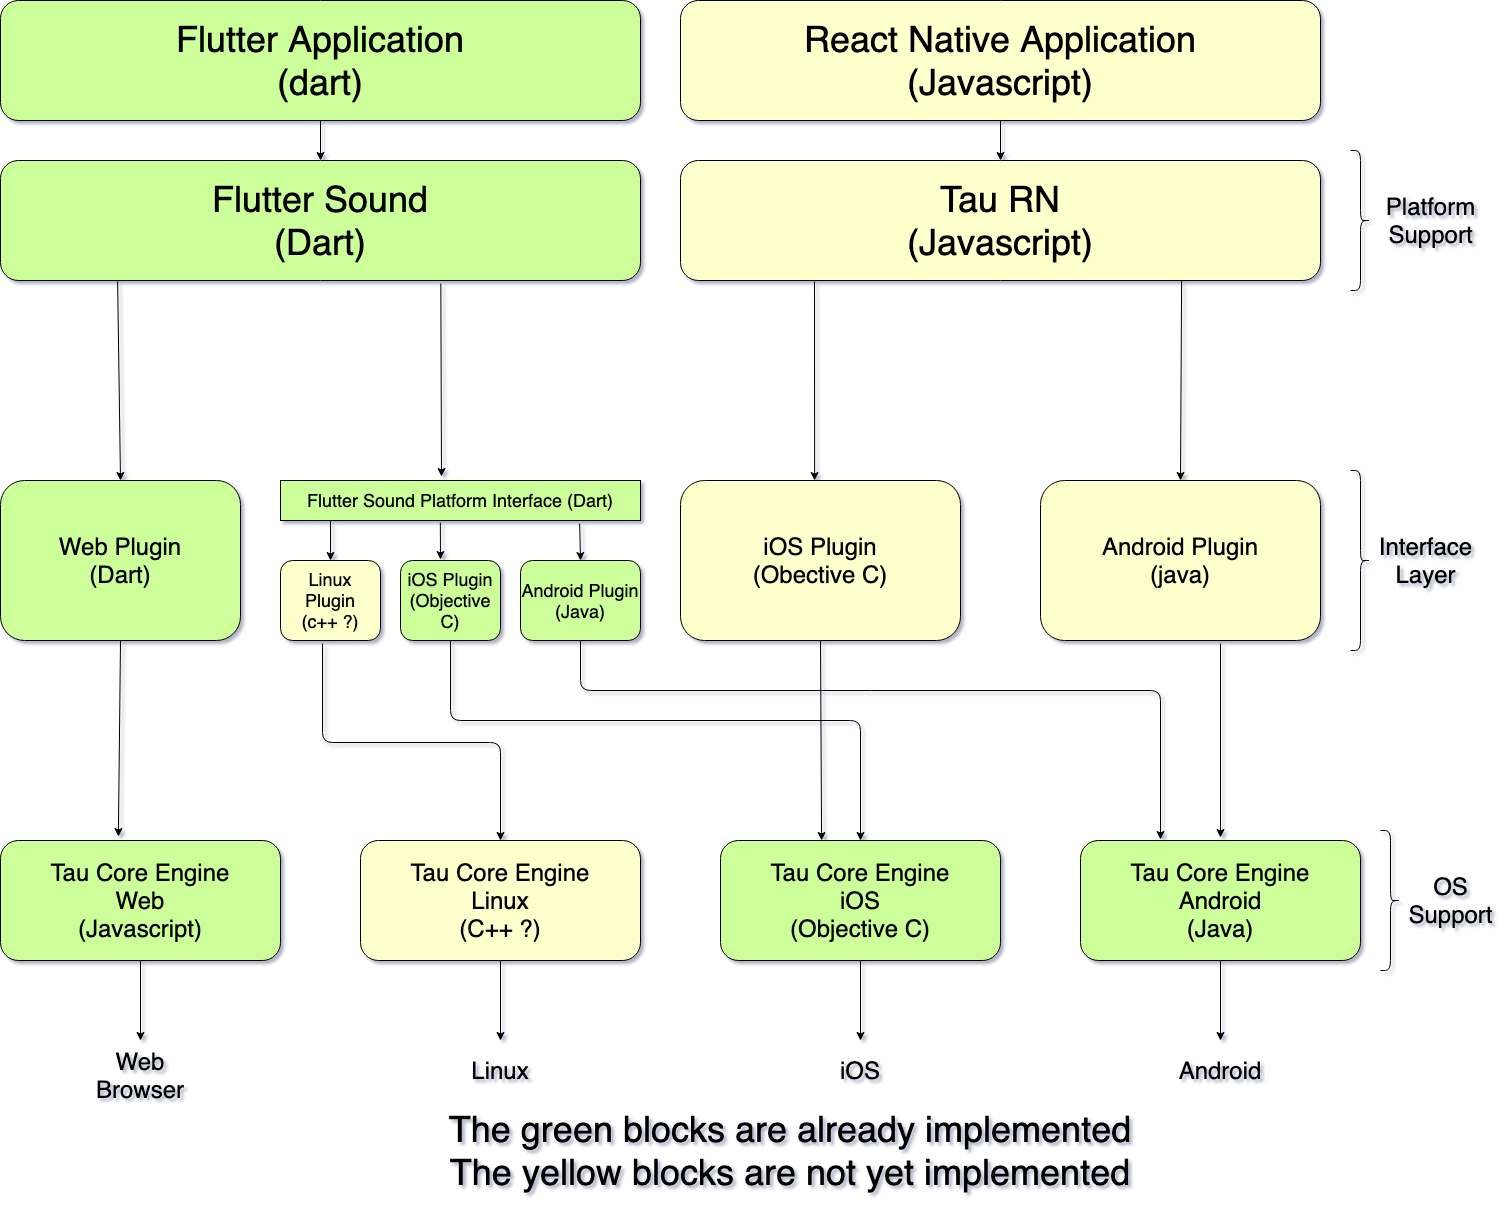 Flutter Application
(dart)
React Native Application
(Javascript)
Flutter Sound
(Dart)
Tau RN
(Javascript)
Platform
Support
Web Plugin
(Dart)
Flutter Sound Platform Interface (Dart)
Linux
Plugin
(c++ ?)
iOS Plugin
(Objective
C)
Android Plugin
(Java)
iOS Plugin
(Obective C)
Android Plugin
(java)
Interface
Layer
Tau Core Engine
Web
(Javascript)
Tau Core Engine
Linux
(C++ ?)
Tau Core Engine
iOS
(Objective C)
Tau Core Engine
Android
(Java)
OS
Support
Web
Browser
Linux
iOS
Android
The green blocks are already implemented
The yellow blocks are not yet implemented